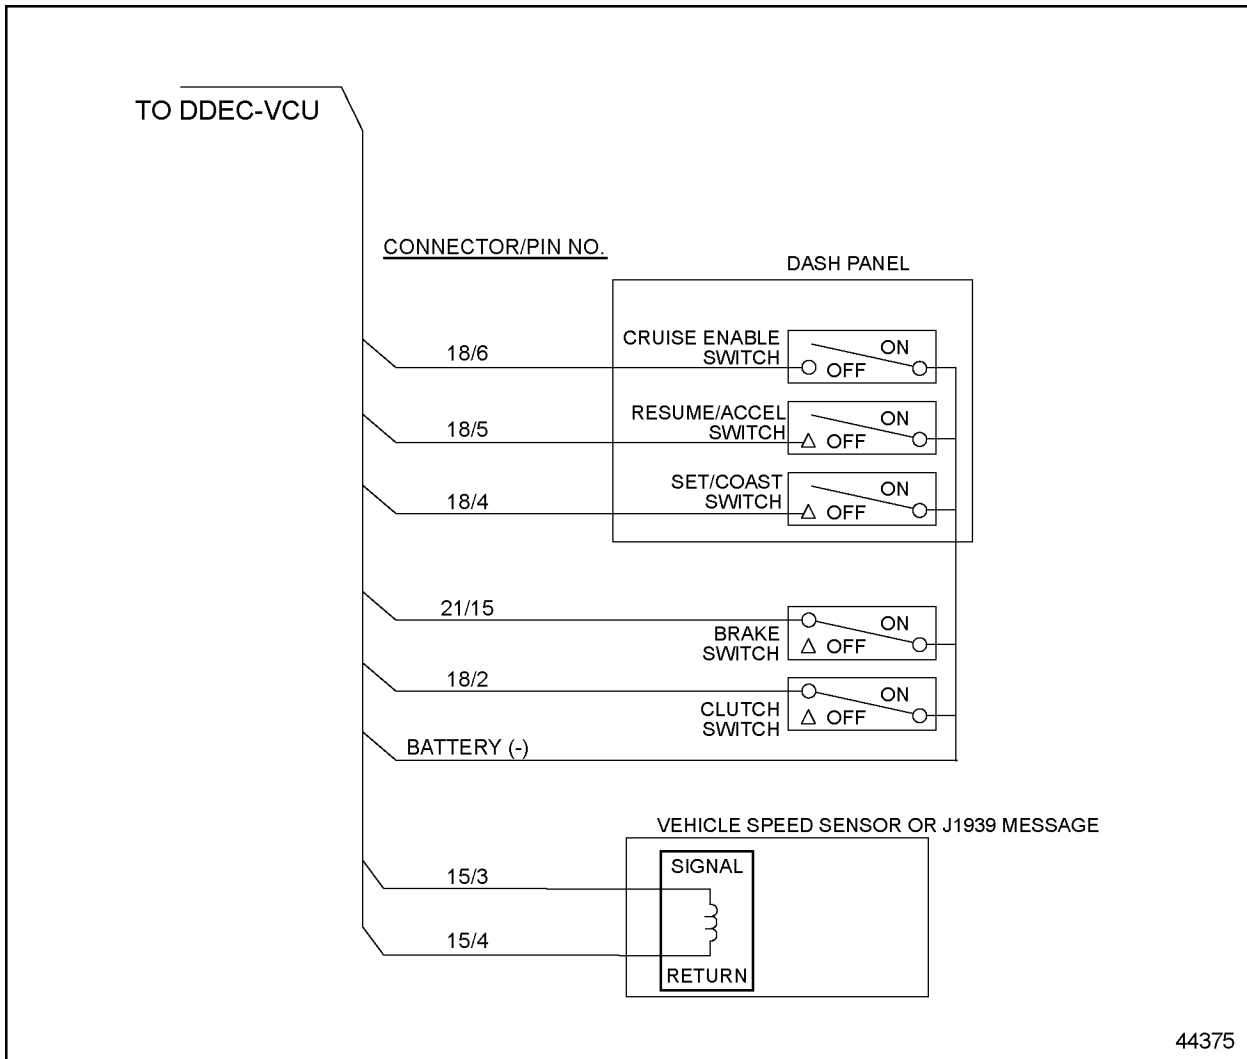 TO DDEC-VCU
CONNECTOR/PIN NO.
DASH PANEL
18/6
CRUISE ENABLE
SWITCH
ON
OFF
18/5
RESUME/ACCEL
SWITCH
ON
OFF
18/4
SET/COAST
SWITCH
ON
OFF
21/15
BRAKE
SWITCH
ON
OFF
18/2
CLUTCH
SWITCH
ON
OFF
BATTERY (-)
VEHICLE SPEED SENSOR OR J1939 MESSAGE
15/3
SIGNAL
15/4
RETURN
44375